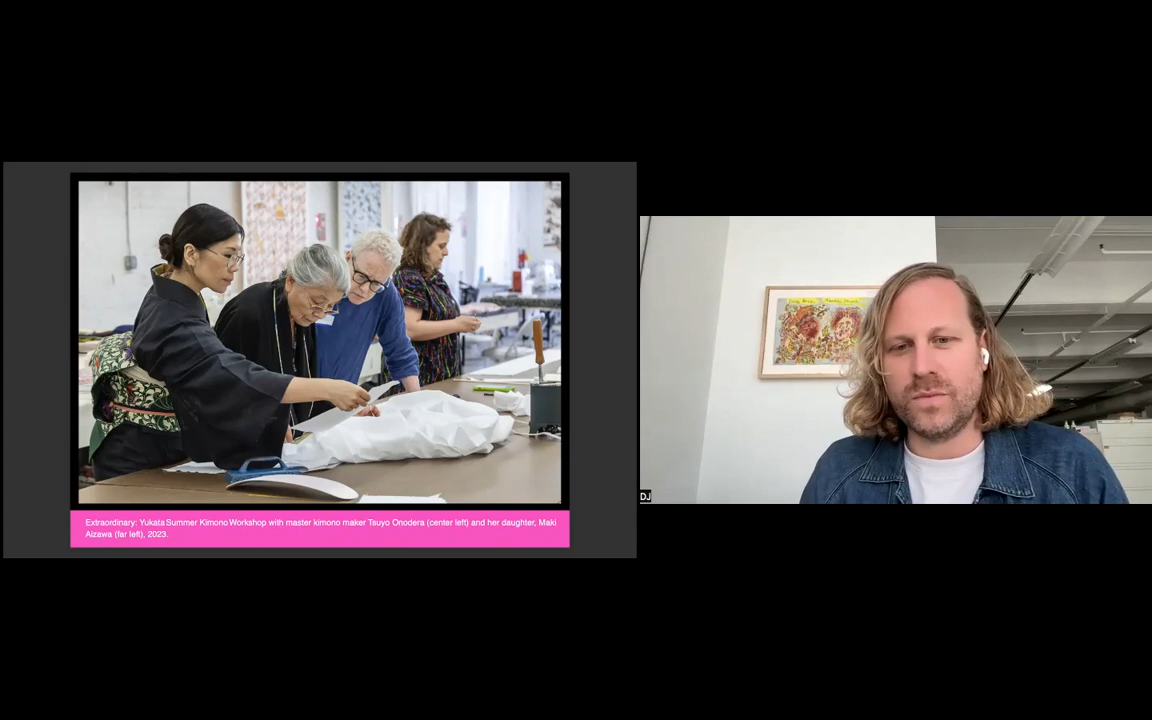 Extraordinary: Yukata Summer Kimono Workshop with master kimono maker Tsuyo Onodera (center left) and her daughter, Maki
Aizawa (far left), 2023.
DJ